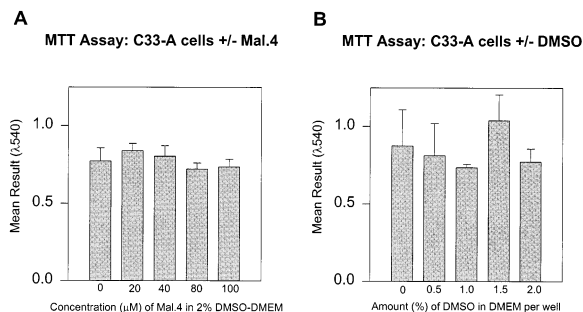 A
MTT Assay: C33-A cells +/- Mal.4
Mean Result (λ540)
1.0
0.5
0.0
0 20 40 80 100
Concentration (μM) of Mal.4 in 2% DMSO-DMEM
B
MTT Assay: C33-A cells +/- DMSO
Mean Result (λ540)
1.0
0.5
0.0
0 0.5 1.0 1.5 2.0
Amount (%) of DMSO in DMEM per well